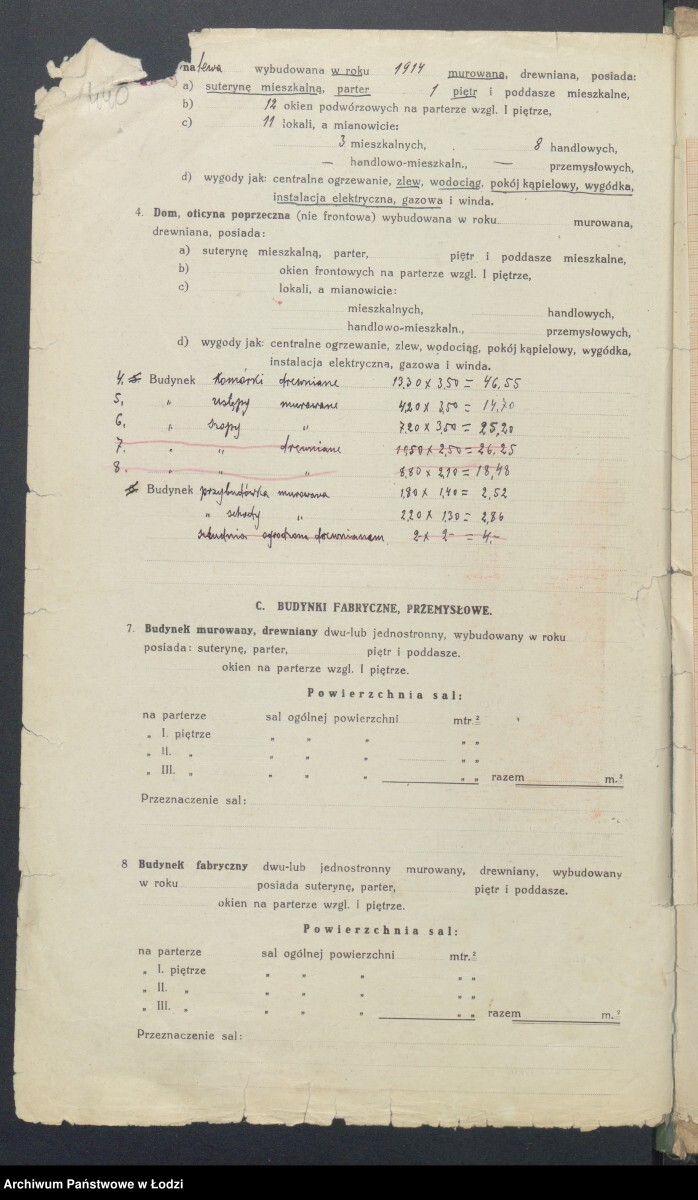 na lewa wybudowana w roku 1914 murowana, drewniana, posiada:
a) suterynę mieszkalną, parter 1 piętr i poddasze mieszkalne,
b) 12 okien podwórzowych na parterze wzgl. I piętrze,
c) 11 lokali, a mianowicie:
3 mieszkalnych, 8 handlowych,
— handlowo-mieszkaln., — przemysłowych,
d) wygody jak: centralne ogrzewanie, zlew, wodociąg, pokój kąpielowy, wygódka,
instalacja elektryczna, gazowa i winda.
4. Dom, oficyna poprzeczna (nie frontowa) wybudowana w roku murowana,
drewniana, posiada:
a) suterynę mieszkalną, parter, piętr i poddasze mieszkalne,
b) okien frontowych na parterze wzgl. I piętrze,
c) lokali, a mianowicie:
mieszkalnych, handlowych,
handlowo-mieszkaln., przemysłowych,
d) wygody jak: centralne ogrzewanie, zlew, wodociąg, pokój kąpielowy, wygódka,
instalacja elektryczna, gazowa i winda.
4. Budynek komórki drewniane 13,30 x 3,50 = 46,55
5. " ustępy murowane 4,20 x 3,50 = 14,70
6. " szopy " 7,20 x 3,50 = 25,20
7. " " drewniane 10,50 x 2,50 = 26,25
8. " " " 8,80 x 2,10 = 18,48
Budynek przybudówka murowana 1,80 x 1,40 = 2,52
" schody " 2,20 x 1,30 = 2,86
studnia ogrodzona drewnianem 2 x 2 = 4.-
C. BUDYNKI FABRYCZNE, PRZEMYSŁOWE.
7. Budynek murowany, drewniany dwu-lub jednostronny, wybudowany w roku
posiada: suterynę, parter, piętr i poddasze.
okien na parterze wzgl. I piętrze.
Powierzchnia sal:
na parterze sal ogólnej powierzchni mtr.²
„ I. piętrze „ „ „ „ „
„ II. „ „ „ „ „ „
„ III. „ „ „ „ „ „ razem m.²
Przeznaczenie sal:
8 Budynek fabryczny dwu-lub jednostronny murowany, drewniany, wybudowany
w roku posiada suterynę, parter, piętr i poddasze.
okien na parterze wzgl. i piętrze.
Powierzchnia sal:
na parterze sal ogólnej powierzchni mtr.²
„ I. piętrze „ „ „ „ „
„ II. „ „ „ „ „ „
„ III. „ „ „ „ „ „ razem m.²
Przeznaczenie sal:
Archiwum Państwowe w Łodzi